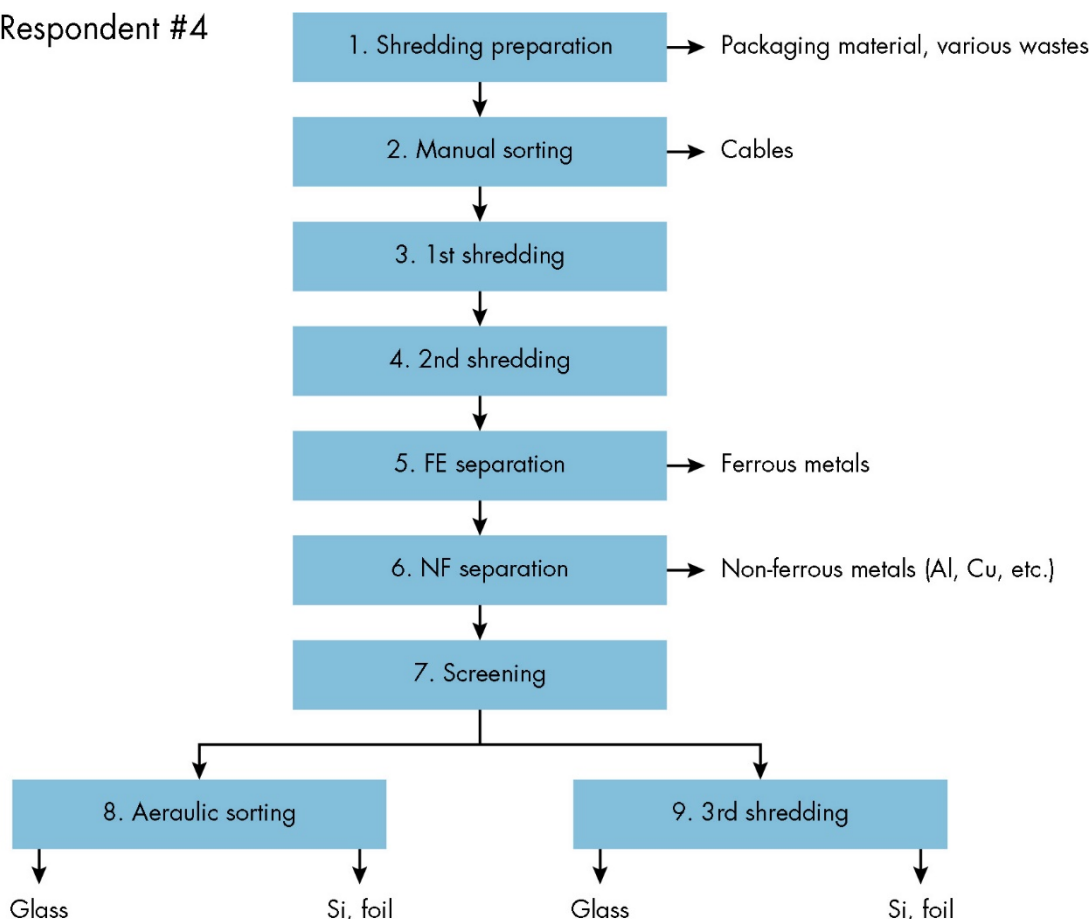 Respondent #4
1. Shredding preparation
Packaging material, various wastes
2. Manual sorting
Cables
3. 1st shredding
4. 2nd shredding
5. FE separation
Ferrous metals
6. NF separation
Non-ferrous metals (Al, Cu, etc.)
7. Screening
8. Aeraulic sorting
9. 3rd shredding
Glass
Si, foil
Glass
Si, foil